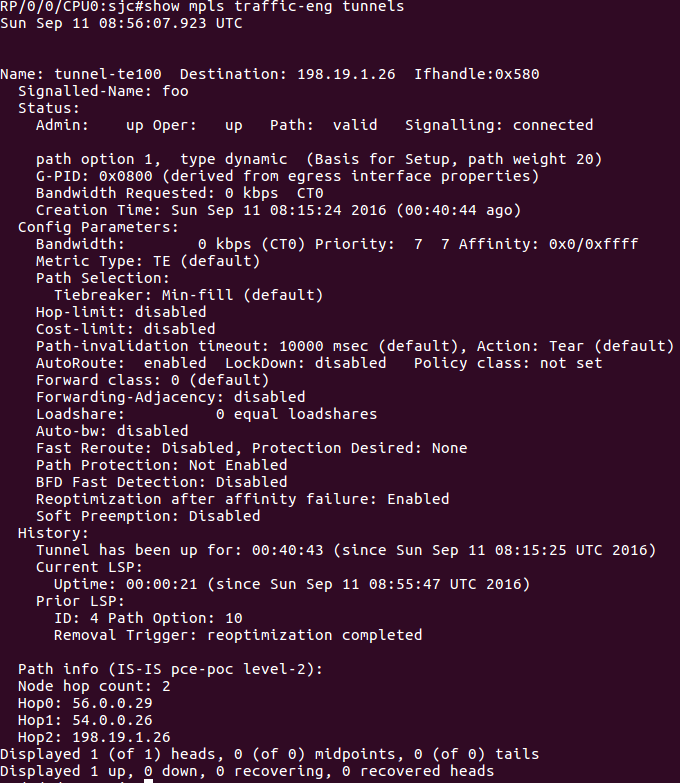 RP/0/0/CPU0:sjc#show mpls traffic-eng tunnels
Sun Sep 11 08:56:07.923 UTC
Name: tunnel-te100  Destination: 198.19.1.26  Ifhandle:0x580
  Signalled-Name: foo
  Status:
    Admin:    up Oper:   up   Path:  valid   Signalling: connected
    path option 1,  type dynamic  (Basis for Setup, path weight 20)
    G-PID: 0x0800 (derived from egress interface properties)
    Bandwidth Requested: 0 kbps  CT0
    Creation Time: Sun Sep 11 08:15:24 2016 (00:40:44 ago)
  Config Parameters:
    Bandwidth:        0 kbps (CT0) Priority:  7  7 Affinity: 0x0/0xffff
    Metric Type: TE (default)
    Path Selection:
      Tiebreaker: Min-fill (default)
    Hop-limit: disabled
    Cost-limit: disabled
    Path-invalidation timeout: 10000 msec (default), Action: Tear (default)
    AutoRoute:  enabled  LockDown: disabled   Policy class: not set
    Forward class: 0 (default)
    Forwarding-Adjacency: disabled
    Loadshare:          0 equal loadshares
    Auto-bw: disabled
    Fast Reroute: Disabled, Protection Desired: None
    Path Protection: Not Enabled
    BFD Fast Detection: Disabled
    Reoptimization after affinity failure: Enabled
    Soft Preemption: Disabled
  History:
    Tunnel has been up for: 00:40:43 (since Sun Sep 11 08:15:25 UTC 2016)
    Current LSP:
      Uptime: 00:00:21 (since Sun Sep 11 08:55:47 UTC 2016)
    Prior LSP:
      ID: 4 Path Option: 10
      Removal Trigger: reoptimization completed
  Path info (IS-IS pce-poc level-2):
  Node hop count: 2
  Hop0: 56.0.0.29
  Hop1: 54.0.0.26
  Hop2: 198.19.1.26
Displayed 1 (of 1) heads, 0 (of 0) midpoints, 0 (of 0) tails
Displayed 1 up, 0 down, 0 recovering, 0 recovered heads